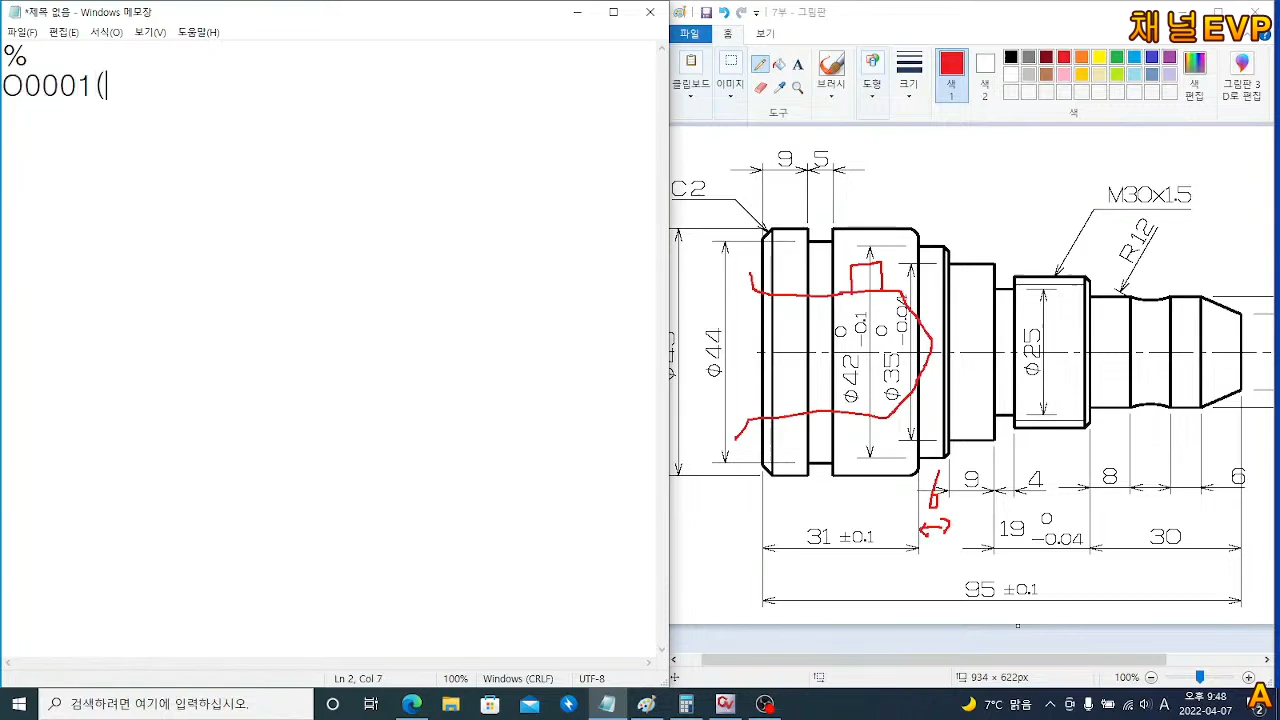 *제목 없음 - Windows 메모장
파일(F) 편집(E) 서식(O) 보기(V) 도움말(H)
%
O0001(
Ln 2, Col 7 100% Windows (CRLF) UTF-8
7부 - 그림판
채널EVP
파일 홈 보기
클립보드
이미지
도구
브러시
도형
크기
색 1
색 2
색 편집
그림판 3D로 편집
색
9 5
C2
M30x1.5
R12
ϕ44
ϕ42 0 -0.1
ϕ35 0 -0.04
ϕ25
6
9 4 8 6
31 ±0.1
19 0 -0.04
30
95 ±0.1
934 × 623px
100%
검색하려면 여기에 입력하십시오.
7℃ 맑음
A
오후 9:48
2022-04-07
A
2